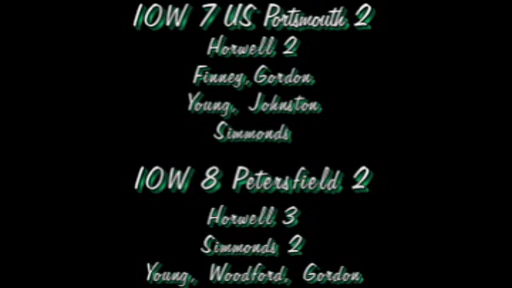 IOW 7 US Portsmouth 2
Horwell 2
Finney, Gordon,
Young, Johnston,
Simmonds
IOW 8 Petersfield 2
Horwell 3
Simmonds 2
Young, Woodford, Gordon,